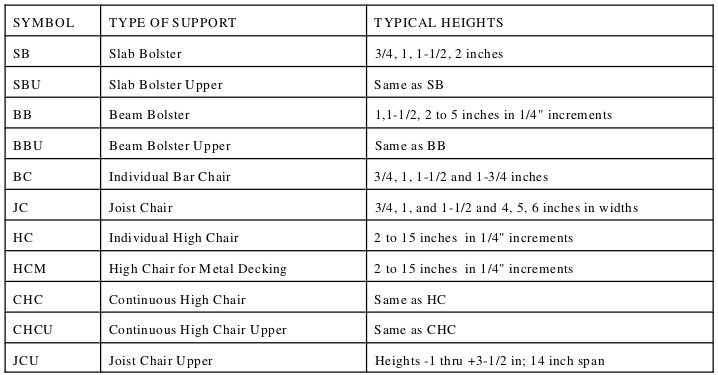 SYMBOL TYPE OF SUPPORT TYPICAL HEIGHTS
SB Slab Bolster 3/4, 1, 1-1/2, 2 inches
SBU Slab Bolster Upper Same as SB
BB Beam Bolster 1,1-1/2, 2 to 5 inches in 1/4" increments
BBU Beam Bolster Upper Same as BB
BC Individual Bar Chair 3/4, 1, 1-1/2 and 1-3/4 inches
JC Joist Chair 3/4, 1, and 1-1/2 and 4, 5, 6 inches in widths
HC Individual High Chair 2 to 15 inches in 1/4" increments
HCM High Chair for Metal Decking 2 to 15 inches in 1/4" increments
CHC Continuous High Chair Same as HC
CHCU Continuous High Chair Upper Same as CHC
JCU Joist Chair Upper Heights -1 thru +3-1/2 in; 14 inch span